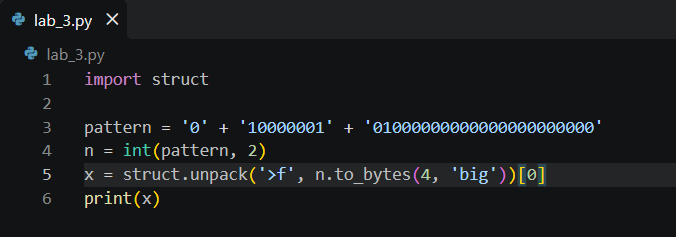 lab_3.py
lab_3.py
1 import struct
2
3 pattern = '0' + '10000001' + '01000000000000000000000'
4 n = int(pattern, 2)
5 x = struct.unpack('>f', n.to_bytes(4, 'big'))[0]
6 print(x)